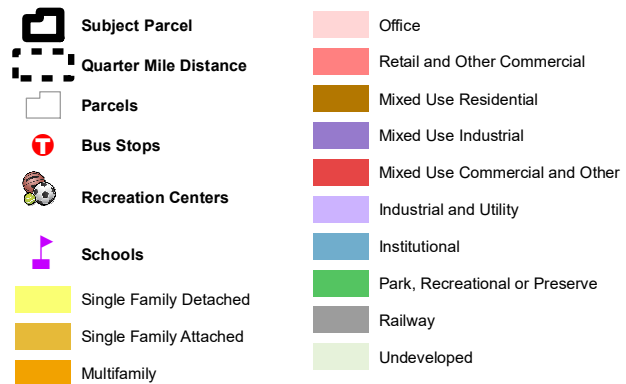 Subject Parcel
Quarter Mile Distance
Parcels
T
Bus Stops
Recreation Centers
Schools
Single Family Detached
Single Family Attached
Multifamily
Office
Retail and Other Commercial
Mixed Use Residential
Mixed Use Industrial
Mixed Use Commercial and Other
Industrial and Utility
Institutional
Park, Recreational or Preserve
Railway
Undeveloped